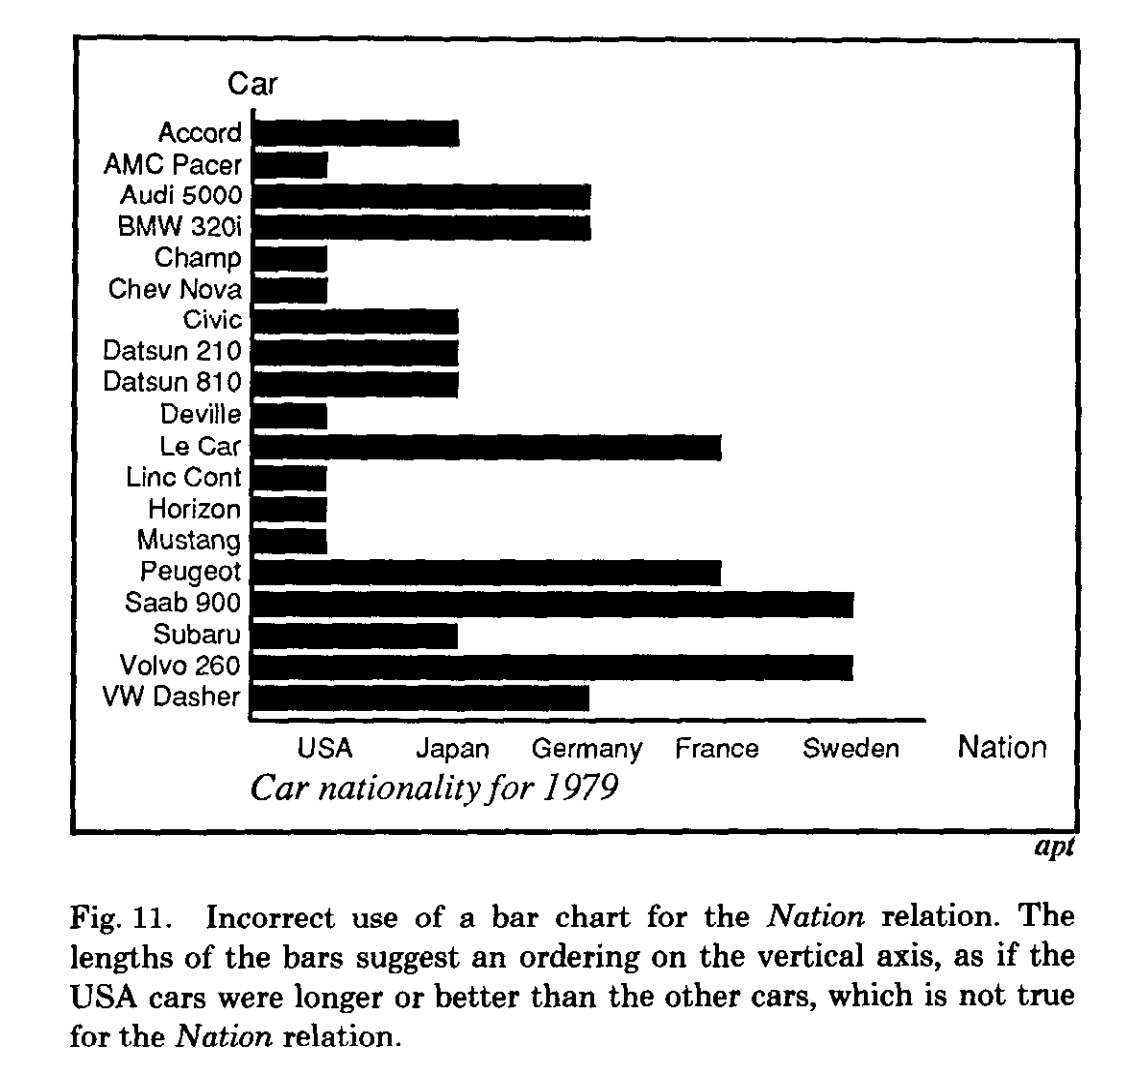 Car
Accord
AMC Pacer
Audi 5000
BMW 320i
Champ
Chev Nova
Civic
Datsun 210
Datsun 810
Deville
Le Car
Linc Cont
Horizon
Mustang
Peugeot
Saab 900
Subaru
Volvo 260
VW Dasher
USA Japan Germany France Sweden Nation
Car nationality for 1979
apt
Fig. 11. Incorrect use of a bar chart for the Nation relation. The
lengths of the bars suggest an ordering on the vertical axis, as if the
USA cars were longer or better than the other cars, which is not true
for the Nation relation.